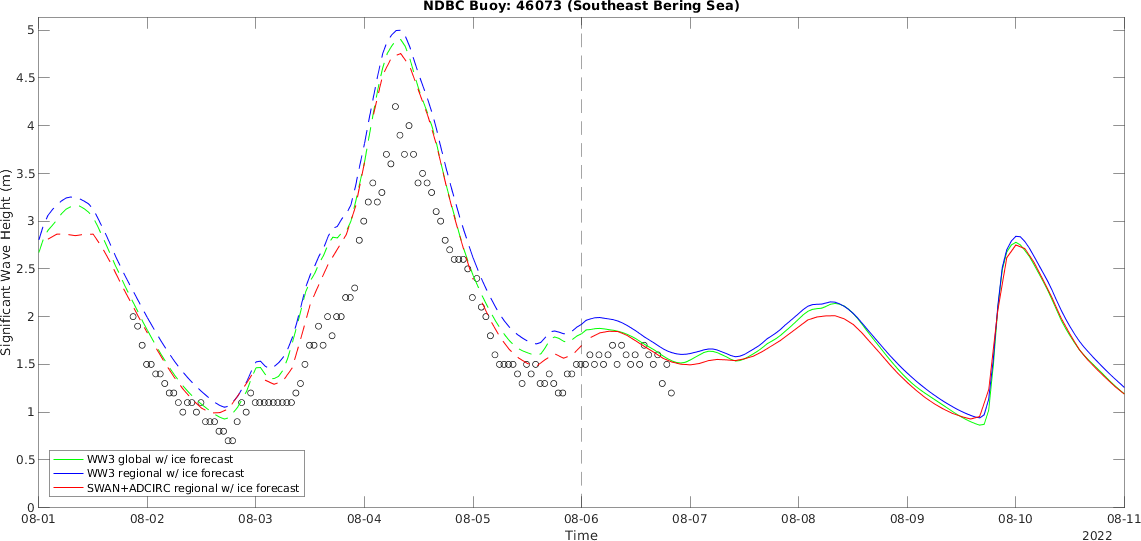 NDBC Buoy: 46073 (Southeast Bering Sea)
5
4.5
4
3.5
3
2.5
2
1.5
1
0.5
0
Significant Wave Height (m)
WW3 global w/ ice forecast
WW3 regional w/ ice forecast
SWAN+ADCIRC regional w/ ice forecast
08-01 08-02 08-03 08-04 08-05 08-06 08-07 08-08 08-09 08-10 08-11
Time
2022